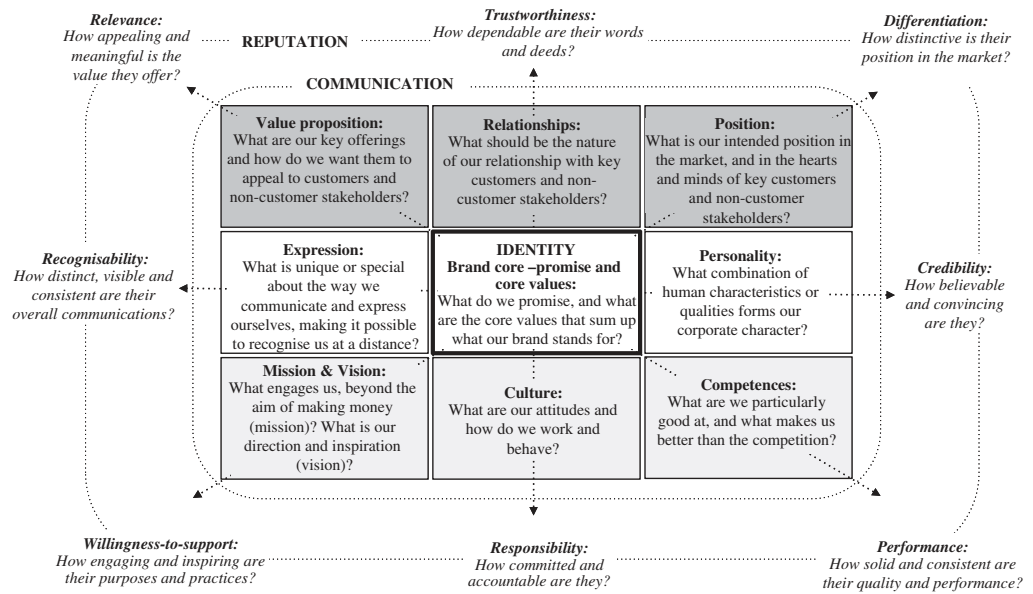 Relevance:
How appealing and
meaningful is the
value they offer?
REPUTATION
Trustworthiness:
How dependable are their words
and deeds?
Differentiation:
How distinctive is their
position in the market?
COMMUNICATION
Value proposition:
What are our key offerings
and how do we want them to
appeal to customers and
non-customer stakeholders?
Relationships:
What should be the nature
of our relationship with key
customers and non-
customer stakeholders?
Position:
What is our intended position in
the market, and in the hearts
and minds of key customers
and non-customer
stakeholders?
Recognisability:
How distinct, visible and
consistent are their
overall communications?
Expression:
What is unique or special
about the way we
communicate and express
ourselves, making it possible
to recognise us at a distance?
IDENTITY
Brand core –promise and
core values:
What do we promise, and what
are the core values that sum up
what our brand stands for?
Personality:
What combination of
human characteristics or
qualities forms our
corporate character?
Credibility:
How believable
and convincing
are they?
Mission & Vision:
What engages us, beyond the
aim of making money
(mission)? What is our
direction and inspiration
(vision)?
Culture:
What are our attitudes and
how do we work and
behave?
Competences:
What are we particularly
good at, and what makes us
better than the competition?
Willingness-to-support:
How engaging and inspiring are
their purposes and practices?
Responsibility:
How committed and
accountable are they?
Performance:
How solid and consistent are
their quality and performance?